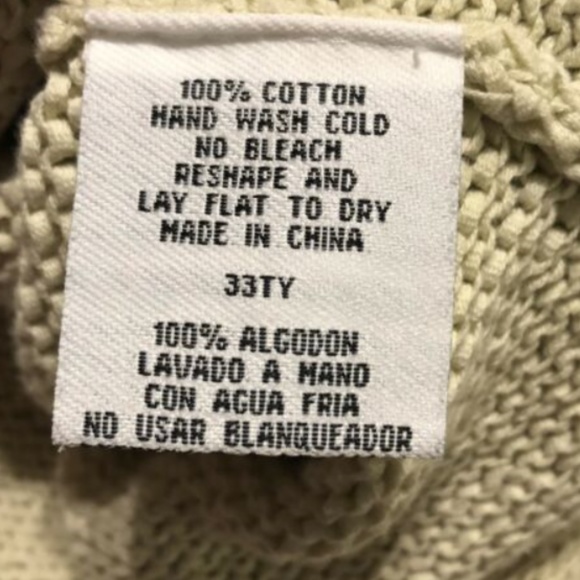 100% COTTON
HAND WASH COLD
NO BLEACH
RESHAPE AND
LAY FLAT TO DRY
MADE IN CHINA
33TY
100% ALGODON
LAVADO A MANO
CON AGUA FRIA
NO USAR BLANQUEADOR